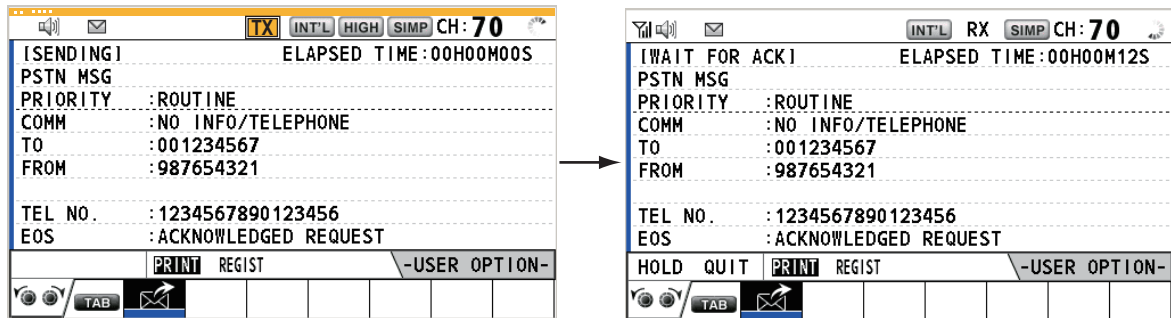 TX INT'L HIGH SIMP CH:70
[SENDING] ELAPSED TIME:00H00M00S
PSTN MSG
PRIORITY :ROUTINE
COMM :NO INFO/TELEPHONE
TO :001234567
FROM :987654321
TEL NO. :1234567890123456
EOS :ACKNOWLEDGED REQUEST
PRINT REGIST -USER OPTION-
TAB
INT'L RX SIMP CH:70
[WAIT FOR ACK] ELAPSED TIME:00H00M12S
PSTN MSG
PRIORITY :ROUTINE
COMM :NO INFO/TELEPHONE
TO :001234567
FROM :987654321
TEL NO. :1234567890123456
EOS :ACKNOWLEDGED REQUEST
HOLD QUIT PRINT REGIST -USER OPTION-
TAB